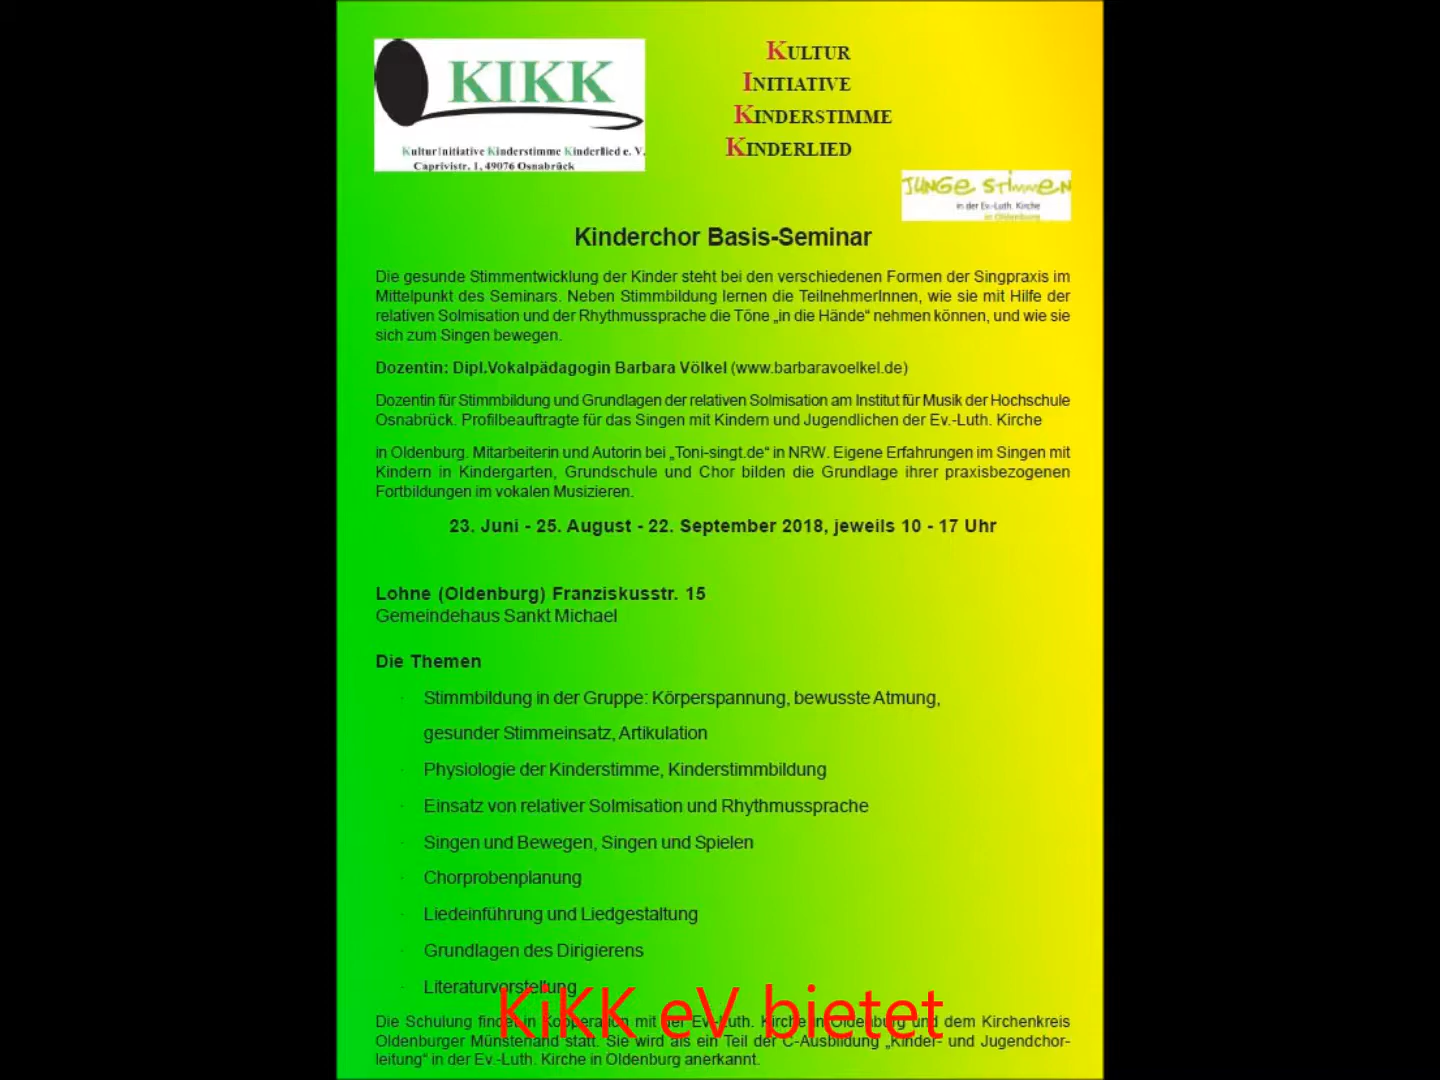 KIKK
KulturInitiative Kinderstimme Kinderllied e. V.
Caprivistr. 1, 49076 Osnabrück
KULTUR
INITIATIVE
KINDERSTIMME
KINDERLIED
JUNGE STIMMEN
in der Ev.-Luth. Kirche
in Oldenburg
Kinderchor Basis-Seminar
Die gesunde Stimmentwicklung der Kinder steht bei den verschiedenen Formen der Singpraxis im
Mittelpunkt des Seminars. Neben Stimmbildung lernen die TeilnehmerInnen, wie sie mit Hilfe der
relativen Solmisation und der Rhythmussprache die Töne „in die Hände“ nehmen können, und wie sie
sich zum Singen bewegen.
Dozentin: Dipl.Vokalpädagogin Barbara Völkel (www.barbaravoelkel.de)
Dozentin für Stimmbildung und Grundlagen der relativen Solmisation am Institut für Musik der Hochschule
Osnabrück. Profilbeauftragte für das Singen mit Kindern und Jugendlichen der Ev.-Luth. Kirche
in Oldenburg. Mitarbeiterin und Autorin bei „Toni-singt.de“ in NRW. Eigene Erfahrungen im Singen mit
Kindern in Kindergarten, Grundschule und Chor bilden die Grundlage ihrer praxisbezogenen
Fortbildungen im vokalen Musizieren.
23. Juni - 25. August - 22. September 2018, jeweils 10 - 17 Uhr
Lohne (Oldenburg) Franziskusstr. 15
Gemeindehaus Sankt Michael
Die Themen
· Stimmbildung in der Gruppe: Körperspannung, bewusste Atmung,
gesunder Stimmeinsatz, Artikulation
· Physiologie der Kinderstimme, Kinderstimmbildung
· Einsatz von relativer Solmisation und Rhythmussprache
· Singen und Bewegen, Singen und Spielen
· Chorprobenplanung
· Liedeinführung und Liedgestaltung
· Grundlagen des Dirigierens
· Literaturvorstellung
KiKK eV bietet
Die Schulung findet in Kooperation mit der Ev.-Luth. Kirche in Oldenburg und dem Kirchenkreis
Oldenburger Münsterland statt. Sie wird als ein Teil der C-Ausbildung „Kinder- und Jugendchor-
leitung“ in der Ev.-Luth. Kirche in Oldenburg anerkannt.